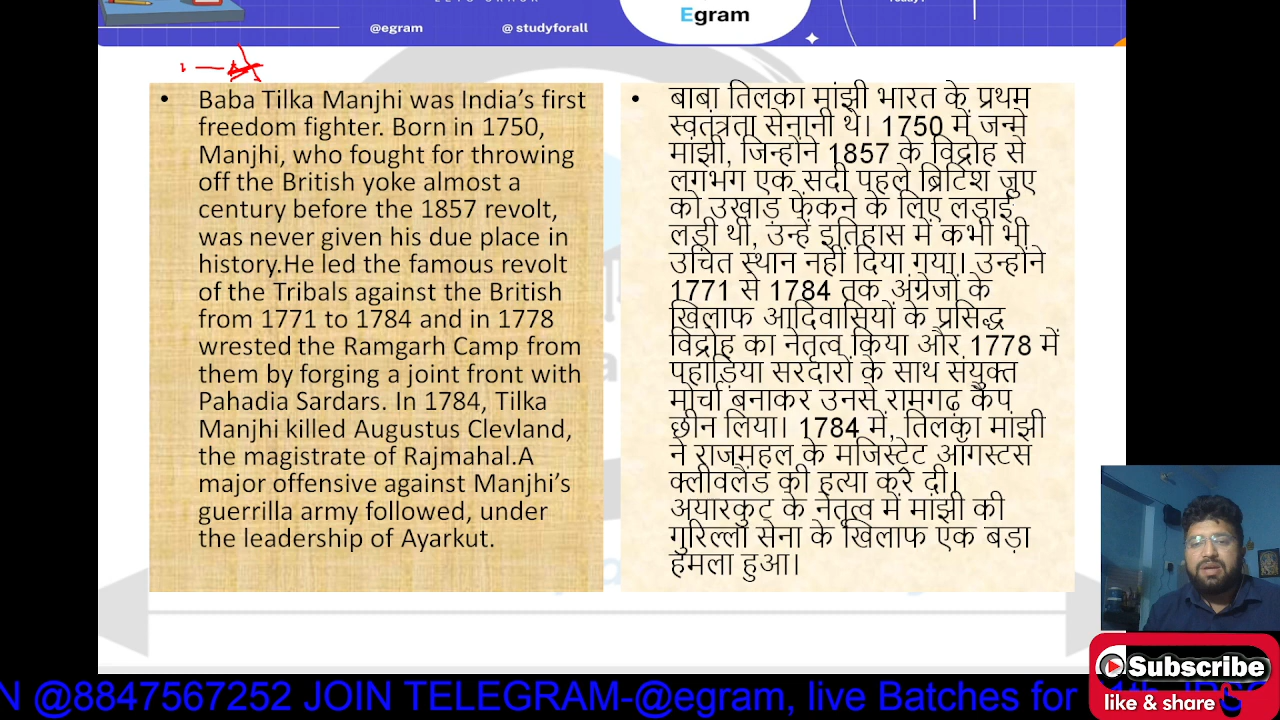 Egram
@egram
@ studyforall
• Baba Tilka Manjhi was India's first
freedom fighter. Born in 1750,
Manjhi, who fought for throwing
off the British yoke almost a
century before the 1857 revolt,
was never given his due place in
history.He led the famous revolt
of the Tribals against the British
from 1771 to 1784 and in 1778
wrested the Ramgarh Camp from
them by forging a joint front with
Pahadia Sardars. In 1784, Tilka
Manjhi killed Augustus Clevland,
the magistrate of Rajmahal.A
major offensive against Manjhi's
guerrilla army followed, under
the leadership of Ayarkut.
• बाबा तिलका मांझी भारत के प्रथम
स्वतंत्रता सेनानी थे। 1750 में जन्मे
मांझी, जिन्होंने 1857 के विद्रोह से
लगभग एक सदी पहले ब्रिटिश जुए
को उखाड़ फेंकने के लिए लड़ाई
लड़ी थी, उन्हें इतिहास में कभी भी
उचित स्थान नहीं दिया गया। उन्होंने
1771 से 1784 तक अंग्रेजों के
खिलाफ आदिवासियों के प्रसिद्ध
विद्रोह का नेतृत्व किया और 1778 में
पहाड़िया सरदारों के साथ संयुक्त
मोर्चा बनाकर उनसे रामगढ़ कैंप
छीन लिया। 1784 में, तिलका मांझी
ने राजमहल के मजिस्ट्रेट ऑगस्टस
क्लीवलैंड की हत्या कर दी।
अयारकुट के नेतृत्व में मांझी की
गुरिल्ला सेना के खिलाफ एक बड़ा
हमला हुआ।
Subscribe
like & share
@8847567252 JOIN TELEGRAM-@egram, live Batches for